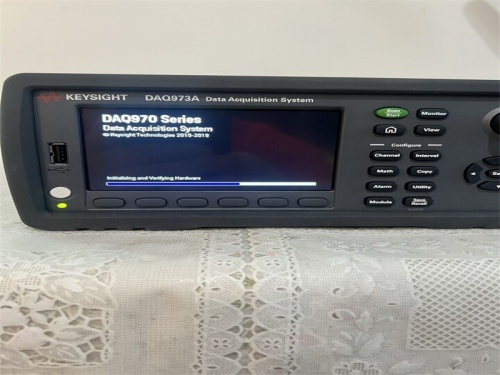 KEYSIGHT DAQ973A Data Acquisition System
DAQ970 Series
Data Acquisition System
© Keysight Technologies 2015-2019
Initializing and Verifying Hardware
Scan Start
Monitor
View
Configure
Channel
Interval
Math
Copy
Alarm
Utility
Module
Save Recall